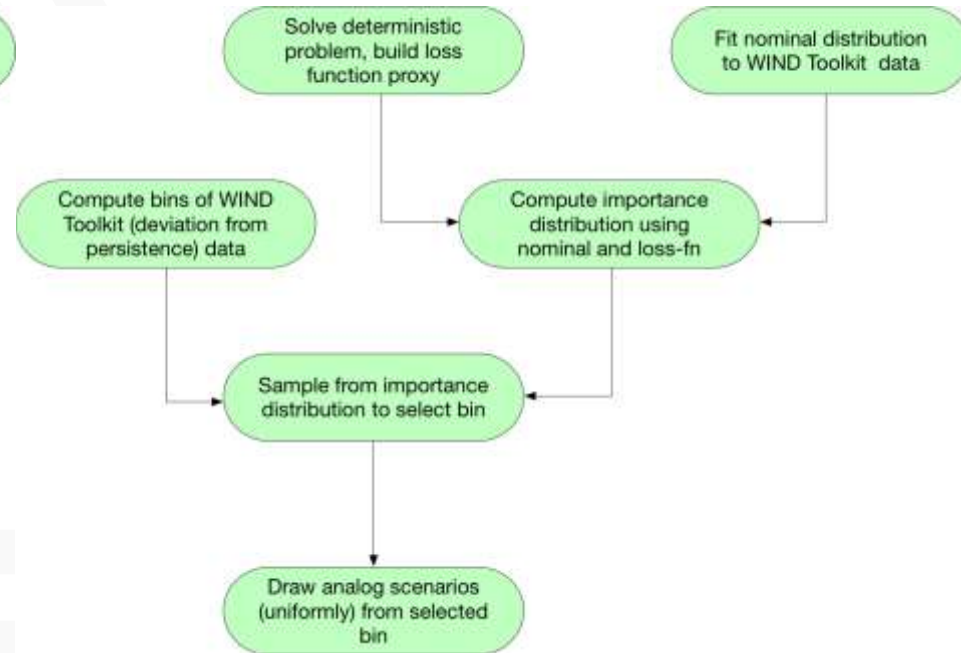 Solve deterministic
problem, build loss
function proxy
Fit nominal distribution
to WIND Toolkit data
Compute bins of WIND
Toolkit (deviation from
persistence) data
Compute importance
distribution using
nominal and loss-fn
Sample from importance
distribution to select bin
Draw analog scenarios
(uniformly) from selected
bin